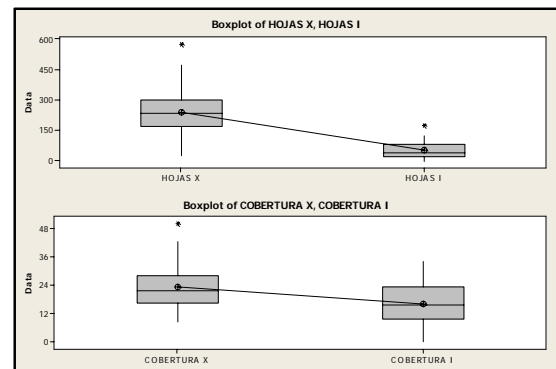 Boxplot of HOJAS X, HOJAS I
600
450
300
150
0
Data
HOJAS X HOJAS I
Boxplot of COBERTURA X, COBERTURA I
48
36
24
12
0
Data
COBERTURA X COBERTURA I